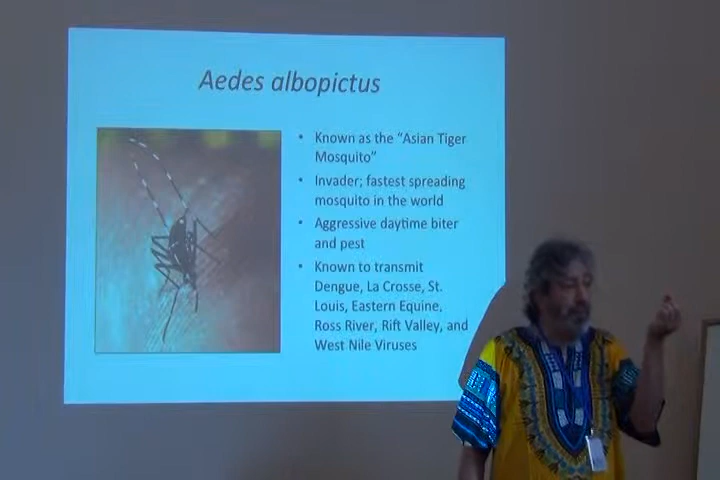 Aedes albopictus
• Known as the “Asian Tiger
Mosquito”
• Invader; fastest spreading
mosquito in the world
• Aggressive daytime biter
and pest
• Known to transmit
Dengue, La Crosse, St.
Louis, Eastern Equine,
Ross River, Rift Valley, and
West Nile Viruses